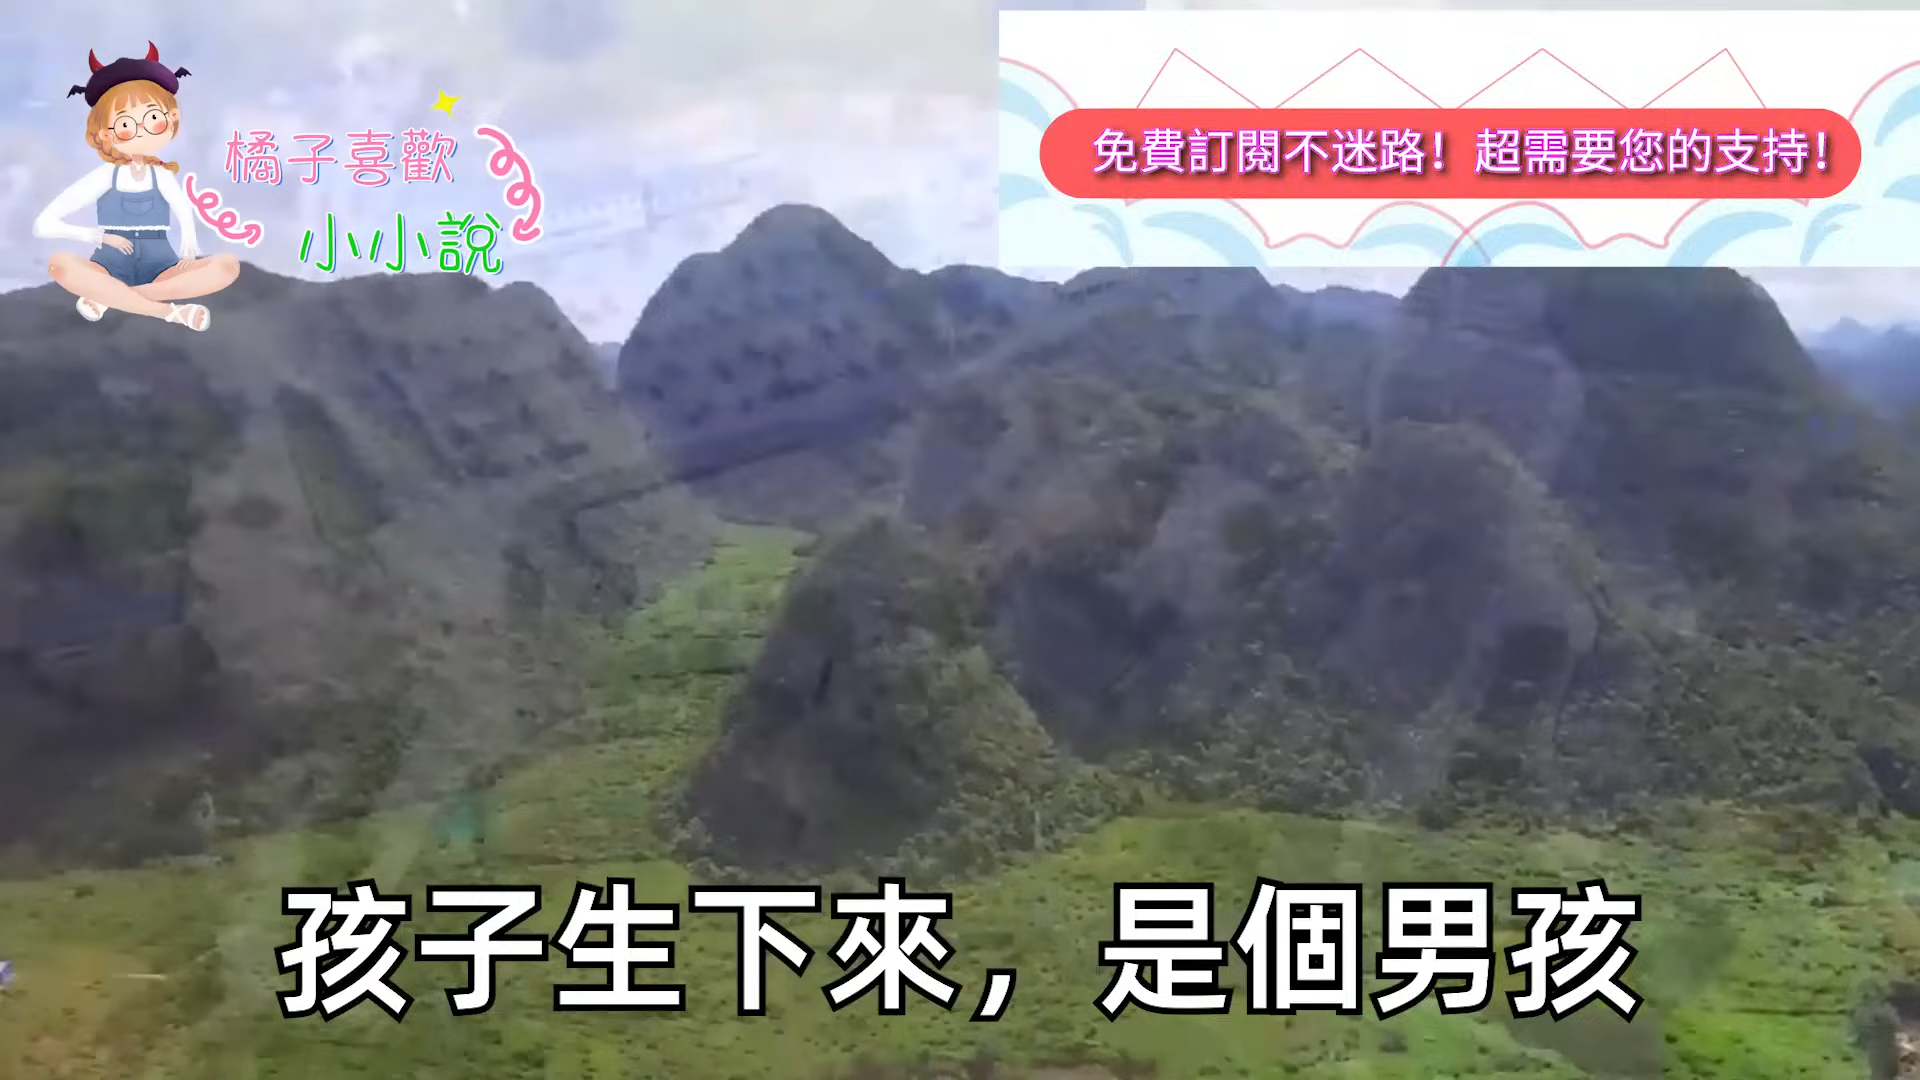 橘子喜歡
小小說
免費訂閱不迷路！超需要您的支持！
孩子生下來，是個男孩